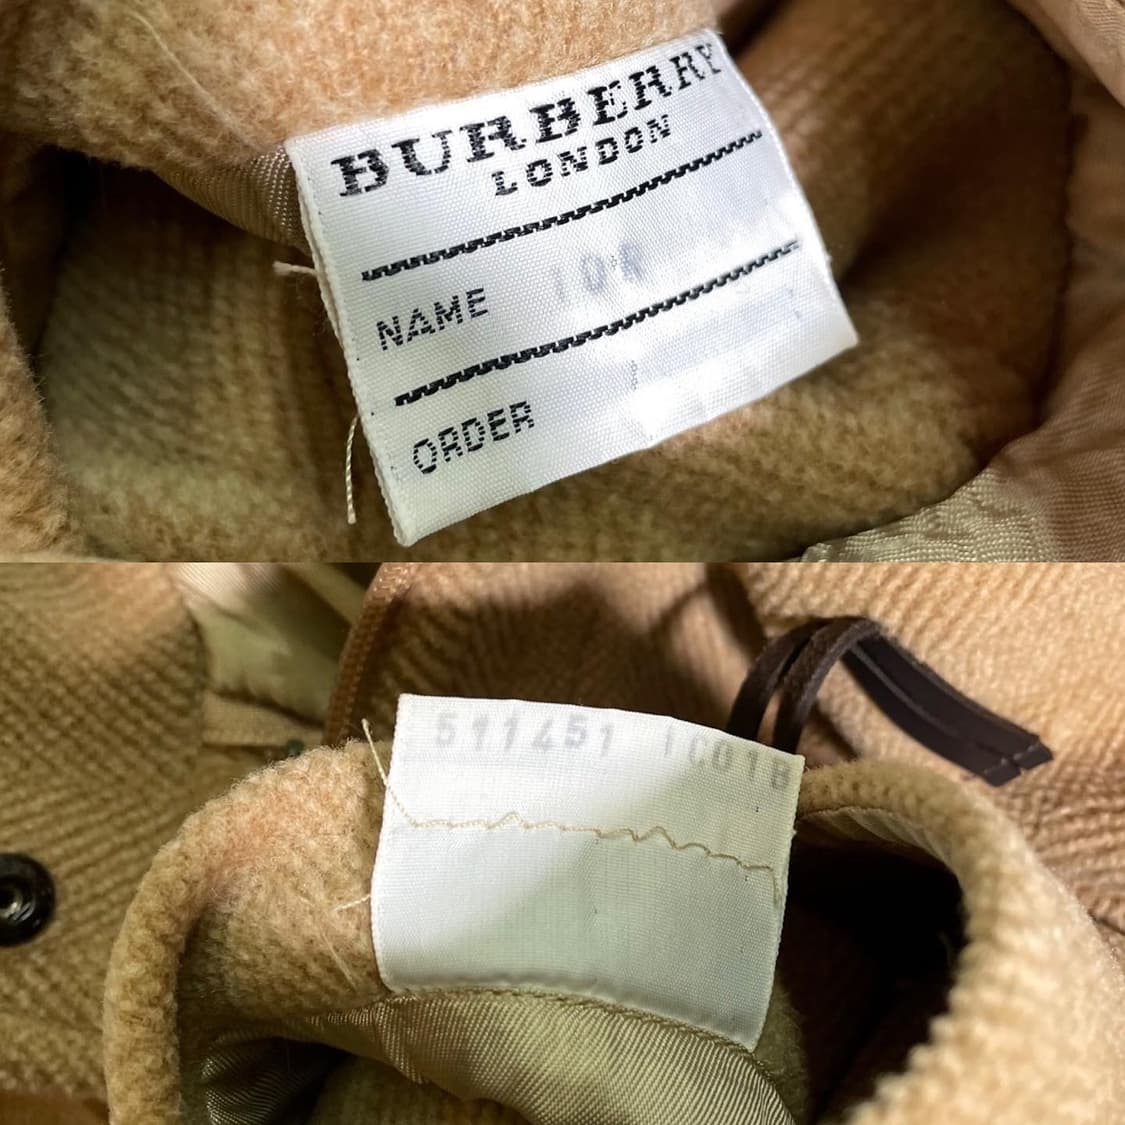 BURBERRY
LONDON
NAME
ORDER
511451 1C01B